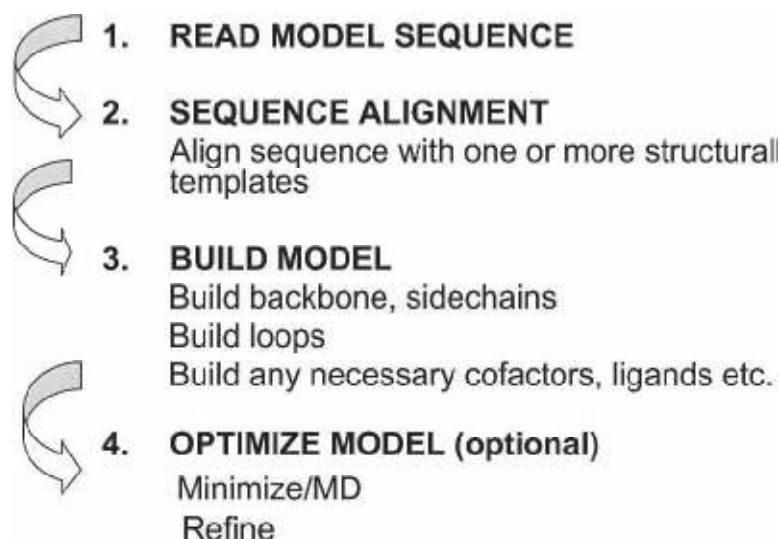 1. READ MODEL SEQUENCE
2. SEQUENCE ALIGNMENT
Align sequence with one or more structurall
templates
3. BUILD MODEL
Build backbone, sidechains
Build loops
Build any necessary cofactors, ligands etc.
4. OPTIMIZE MODEL (optional)
Minimize/MD
Refine